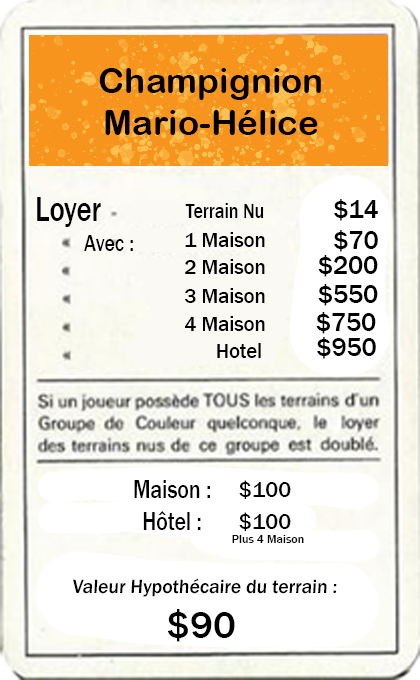 Champignion
Mario-Hélice
Loyer - Terrain Nu $14
« Avec : 1 Maison $70
« 2 Maison $200
« 3 Maison $550
« 4 Maison $750
« Hotel $950
Si un joueur possède TOUS les terrains d'un
Groupe de Couleur quelconque, le loyer
des terrains nus de ce groupe est doublé.
Maison : $100
Hôtel : $100
Plus 4 Maison
Valeur Hypothécaire du terrain :
$90